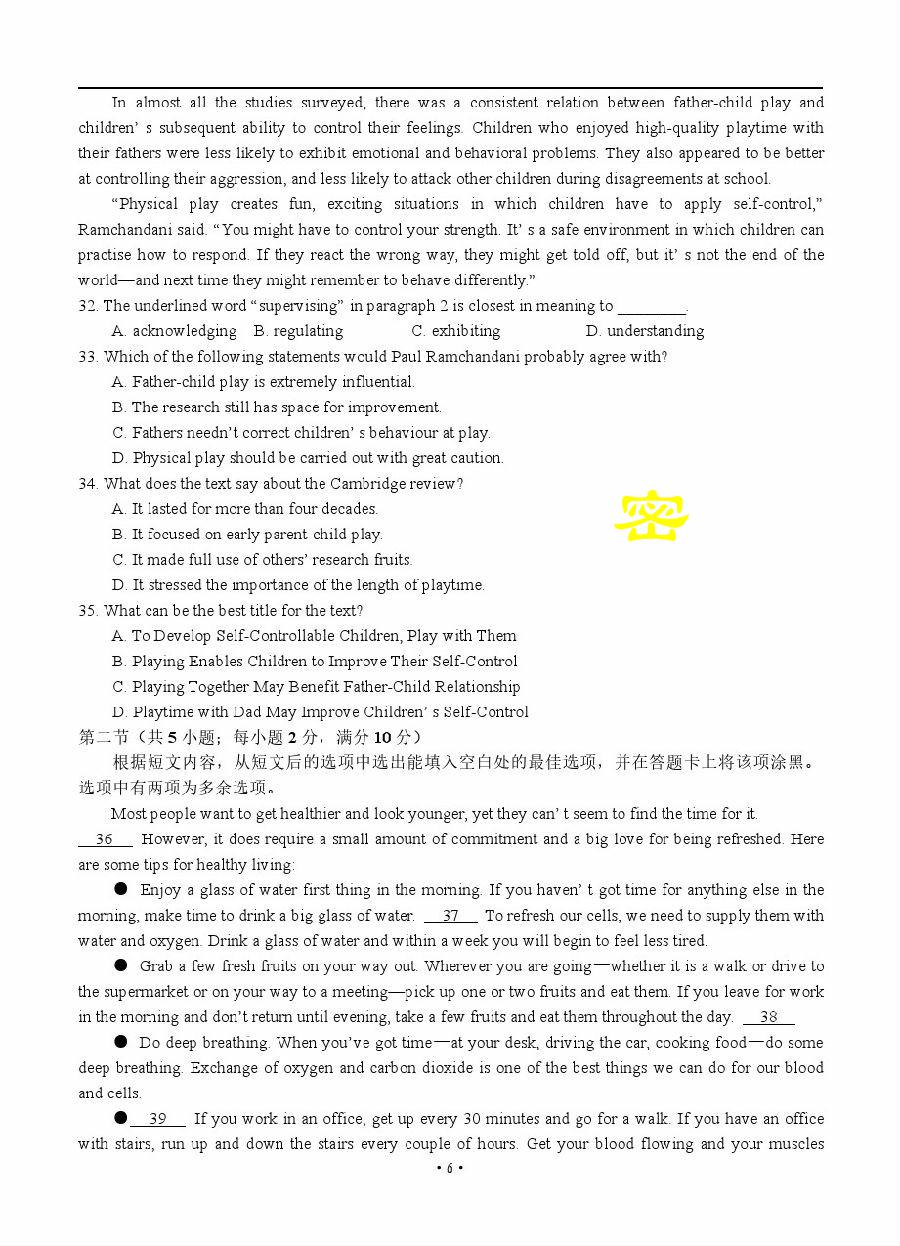 In almost all the studies surveyed, there was a consistent relation between father-child play and
children’ s subsequent ability to control their feelings. Children who enjoyed high-quality playtime with
their fathers were less likely to exhibit emotional and behavioral problems. They also appeared to be better
at controlling their aggression, and less likely to attack other children during disagreements at school.
“Physical play creates fun, exciting situations in which children have to apply self-control,”
Ramchandani said. “You might have to control your strength. It’ s a safe environment in which children can
practise how to respond. If they react the wrong way, they might get told off, but it’ s not the end of the
world—and next time they might remember to behave differently.”
32. The underlined word “supervising” in paragraph 2 is closest in meaning to ________.
A. acknowledging B. regulating C. exhibiting D. understanding
33. Which of the following statements would Paul Ramchandani probably agree with?
A. Father-child play is extremely influential.
B. The research still has space for improvement.
C. Fathers needn’t correct children’ s behaviour at play.
D. Physical play should be carried out with great caution.
34. What does the text say about the Cambridge review?
A. It lasted for more than four decades.
B. It focused on early parent-child play.
密
C. It made full use of others’ research fruits.
D. It stressed the importance of the length of playtime.
35. What can be the best title for the text?
A. To Develop Self-Controllable Children, Play with Them
B. Playing Enables Children to Improve Their Self-Control
C. Playing Together May Benefit Father-Child Relationship
D. Playtime with Dad May Improve Children’ s Self-Control
第二节（共 5 小题；每小题 2 分，满分 10 分）
根据短文内容，从短文后的选项中选出能填入空白处的最佳选项，并在答题卡上将该项涂黑。
选项中有两项为多余选项。
Most people want to get healthier and look younger, yet they can’ t seem to find the time for it.
36 However, it does require a small amount of commitment and a big love for being refreshed. Here
are some tips for healthy living:
● Enjoy a glass of water first thing in the morning. If you haven’ t got time for anything else in the
morning, make time to drink a big glass of water. 37 To refresh our cells, we need to supply them with
water and oxygen. Drink a glass of water and within a week you will begin to feel less tired.
● Grab a few fresh fruits on your way out. Wherever you are going—whether it is a walk or drive to
the supermarket or on your way to a meeting—pick up one or two fruits and eat them. If you leave for work
in the morning and don’t return until evening, take a few fruits and eat them throughout the day. 38
● Do deep breathing. When you’ve got time—at your desk, driving the car, cooking food—do some
deep breathing. Exchange of oxygen and carbon dioxide is one of the best things we can do for our blood
and cells.
● 39 If you work in an office, get up every 30 minutes and go for a walk. If you have an office
with stairs, run up and down the stairs every couple of hours. Get your blood flowing and your muscles
• 6 •